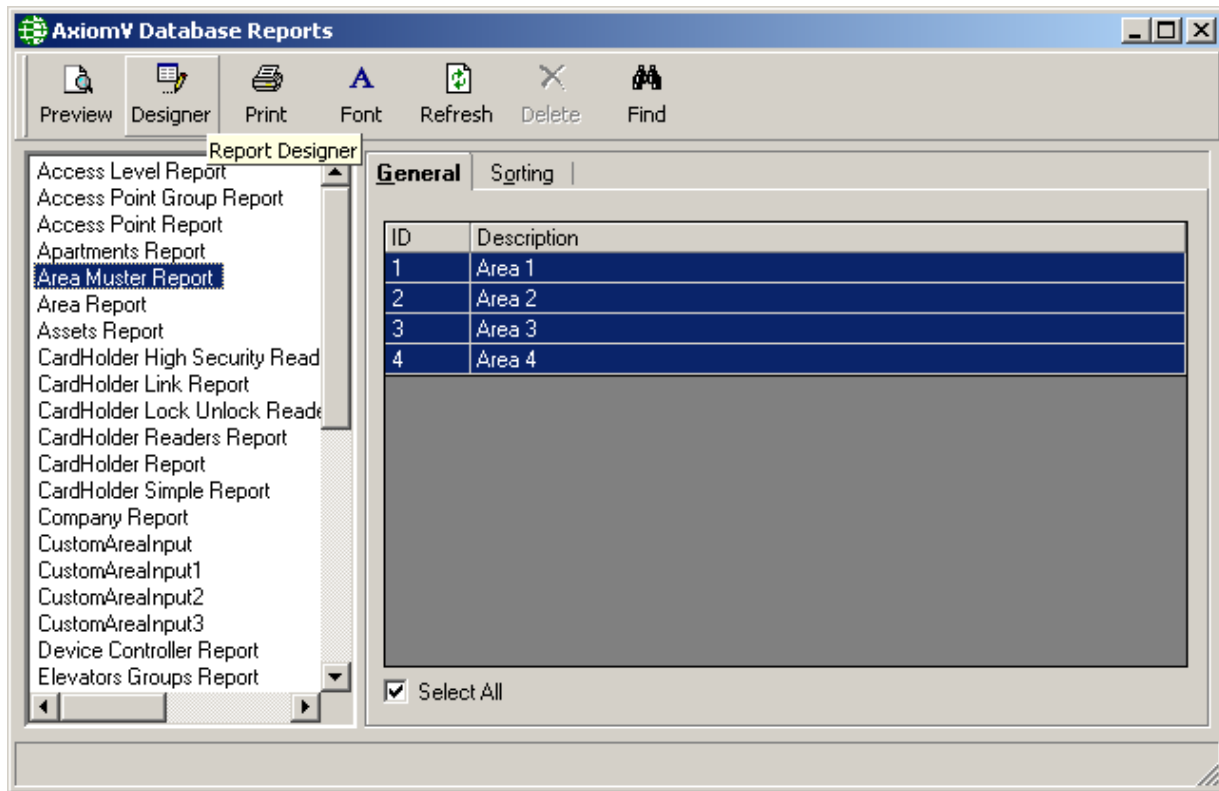 AxiomV Database Reports
Preview Designer Print Font Refresh Delete Find
Report Designer
Access Level Report
Access Point Group Report
Access Point Report
Apartments Report
Area Muster Report
Area Report
Assets Report
CardHolder High Security Read
CardHolder Link Report
CardHolder Lock Unlock Reade
CardHolder Readers Report
CardHolder Report
CardHolder Simple Report
Company Report
CustomAreaInput
CustomAreaInput1
CustomAreaInput2
CustomAreaInput3
Device Controller Report
Elevators Groups Report
General Sorting
ID Description
1 Area 1
2 Area 2
3 Area 3
4 Area 4
Select All